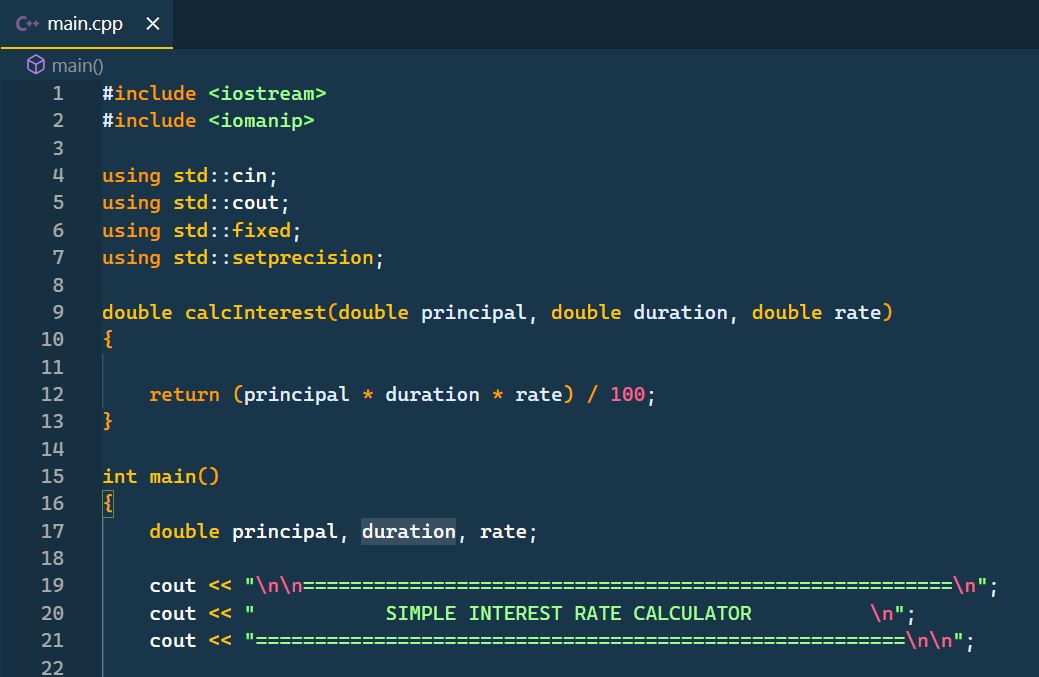 C++ main.cpp ×
main()
1 #include <iostream>
2 #include <iomanip>
3
4 using std::cin;
5 using std::cout;
6 using std::fixed;
7 using std::setprecision;
8
9 double calcInterest(double principal, double duration, double rate)
10 {
11
12     return (principal * duration * rate) / 100;
13 }
14
15 int main()
16 {
17     double principal, duration, rate;
18
19     cout << "\n\n=======================================================\n";
20     cout << "           SIMPLE INTEREST RATE CALCULATOR          \n";
21     cout << "=======================================================\n\n";
22